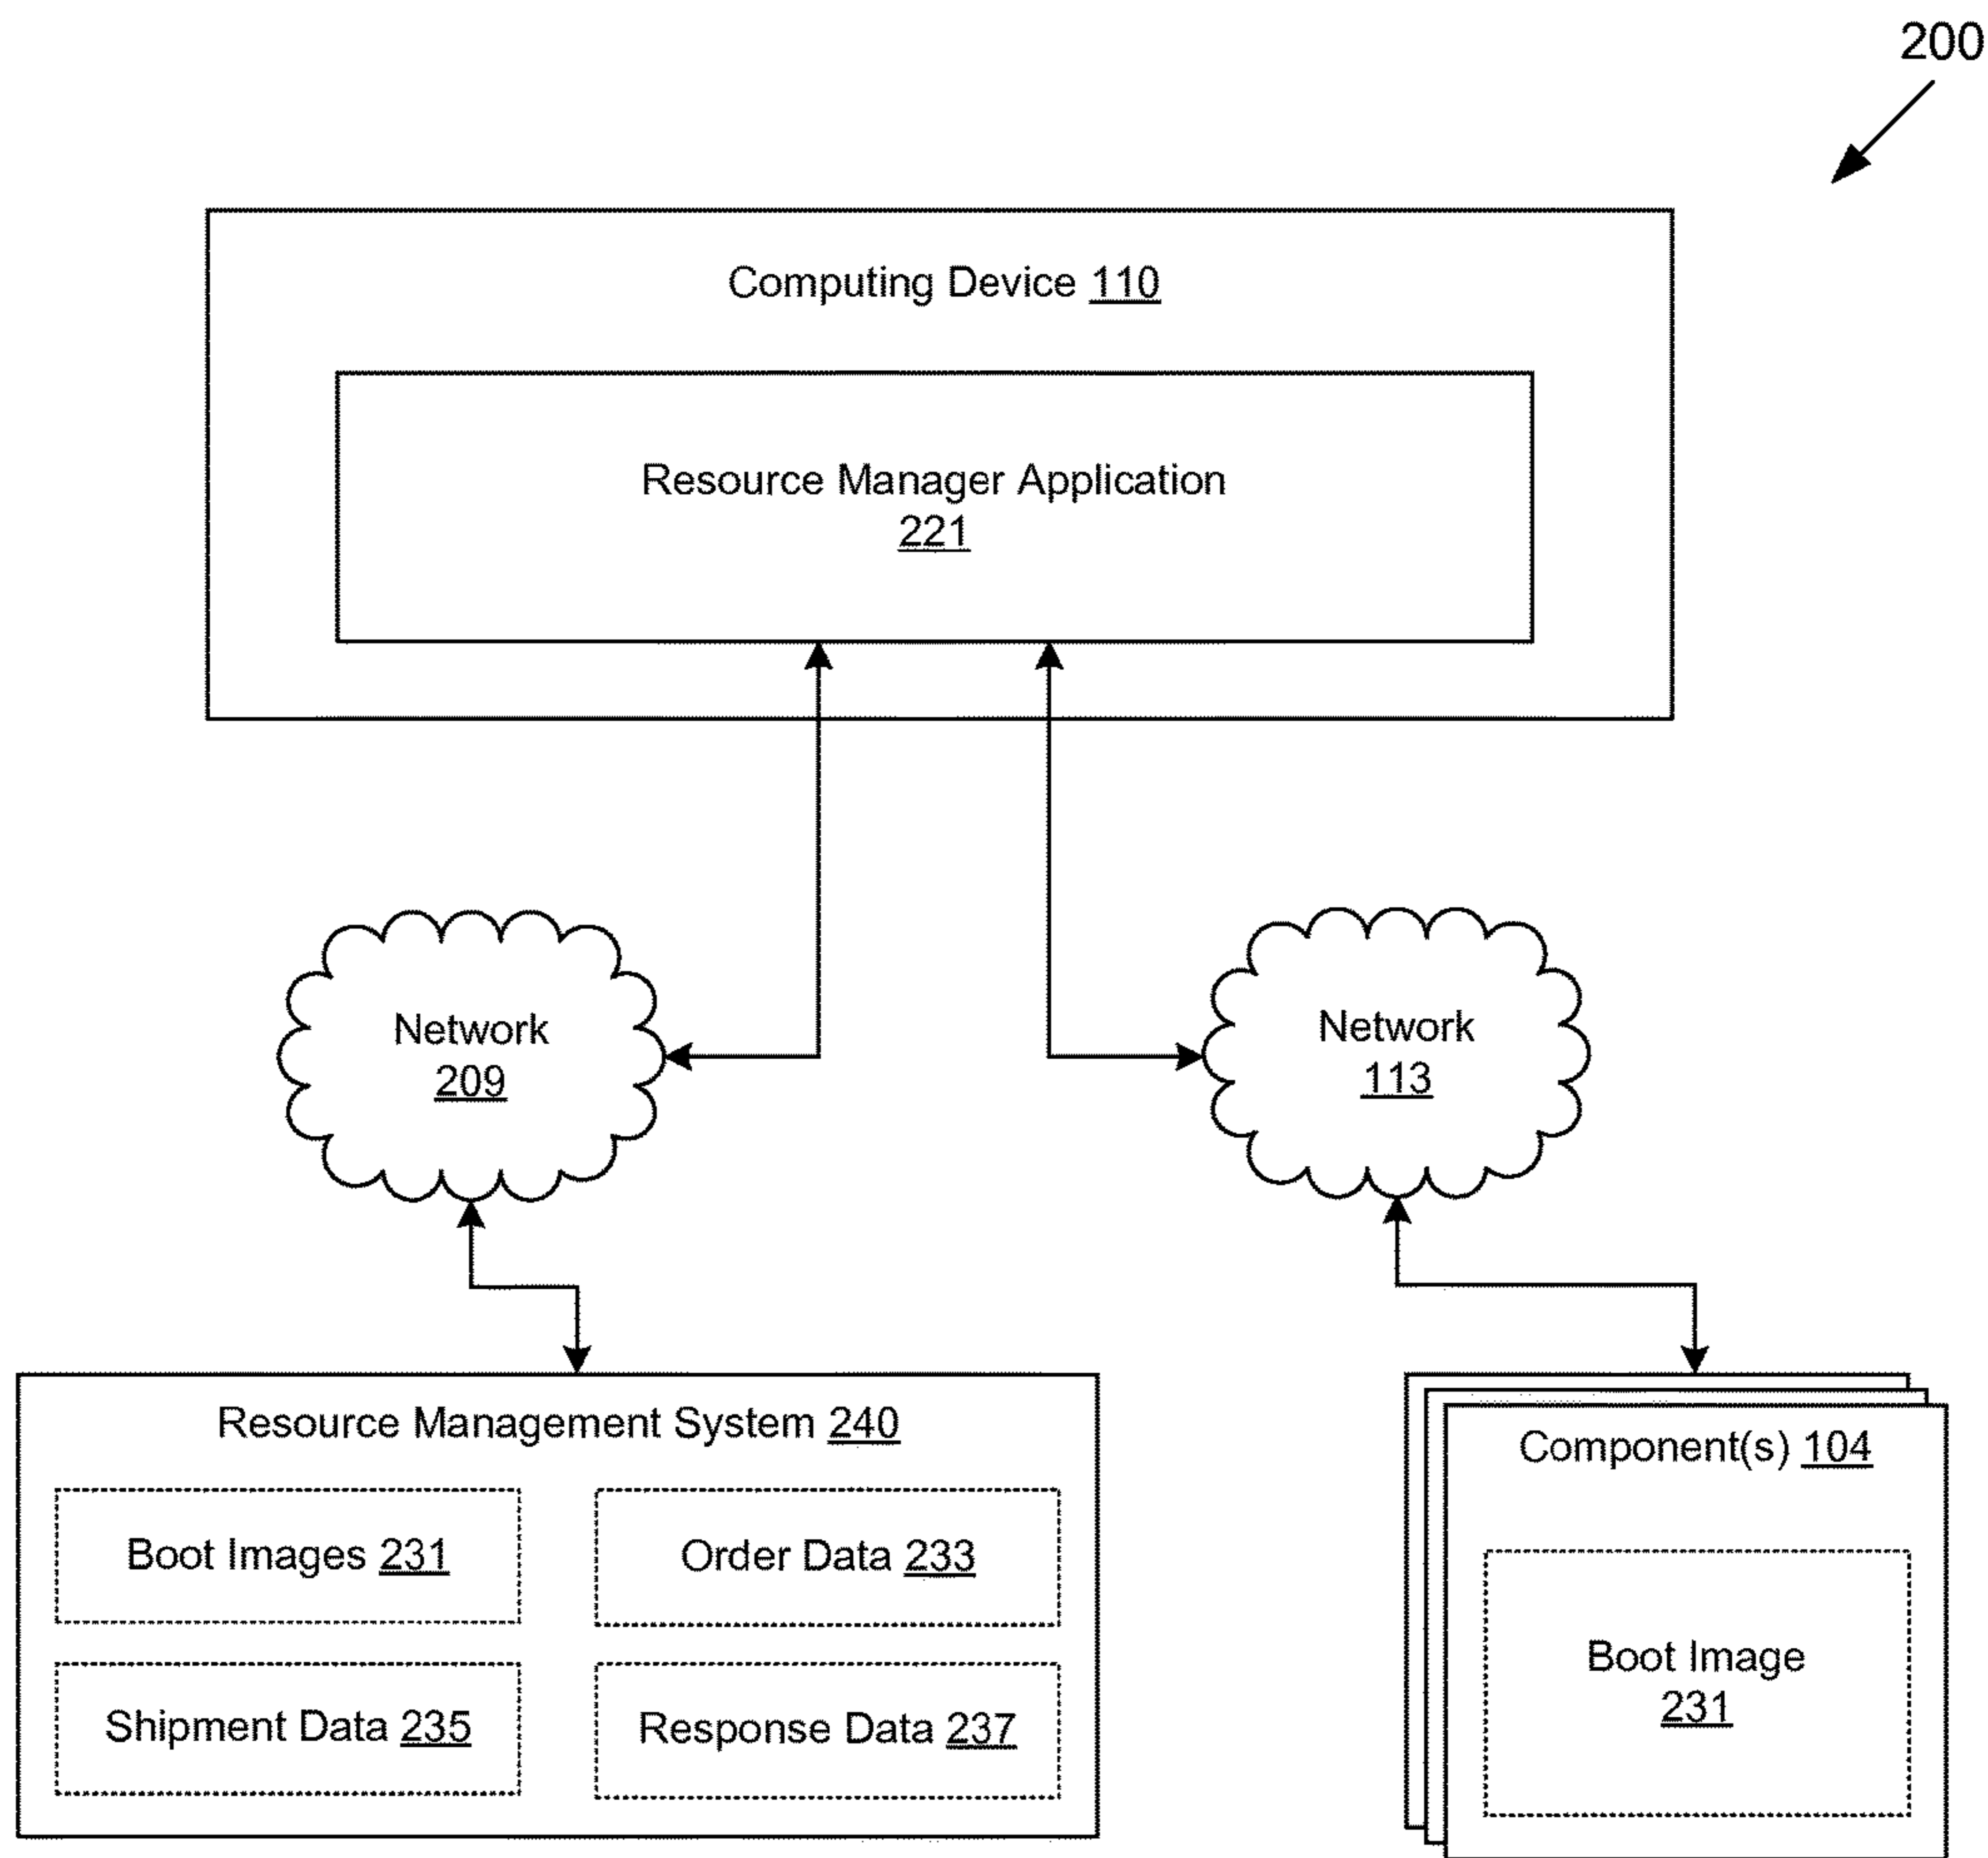 200
Computing Device 110
Resource Manager Application
221
Network
209
Network
113
Resource Management System 240
Boot Images 231
Order Data 233
Shipment Data 235
Response Data 237
Component(s) 104
Boot Image
231